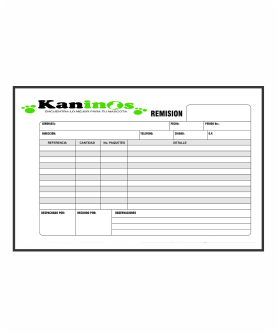 Kaninos
ENCUENTRA LO MEJOR PARA TU MASCOTA
REMISION
SEÑOR(ES): FECHA: PEDIDO No.:
DIRECCION: TELEFONO: CIUDAD:
REFERENCIA CANTIDAD No. PAQUETES DETALLE
DESPACHADO POR: RECIBIDO POR: OBSERVACIONES